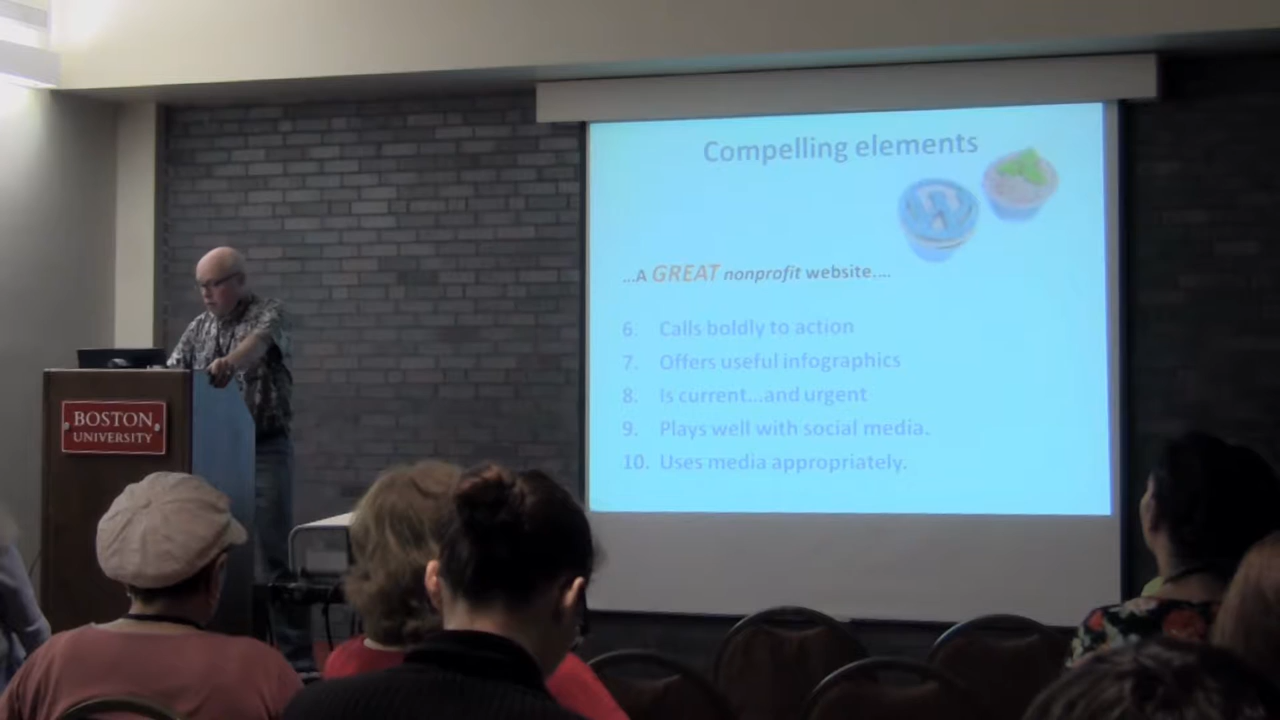 Compelling elements
W
...A GREAT nonprofit website....
6. Calls boldly to action
7. Offers useful infographics
8. Is current...and urgent
9. Plays well with social media.
10. Uses media appropriately.
BOSTON
UNIVERSITY